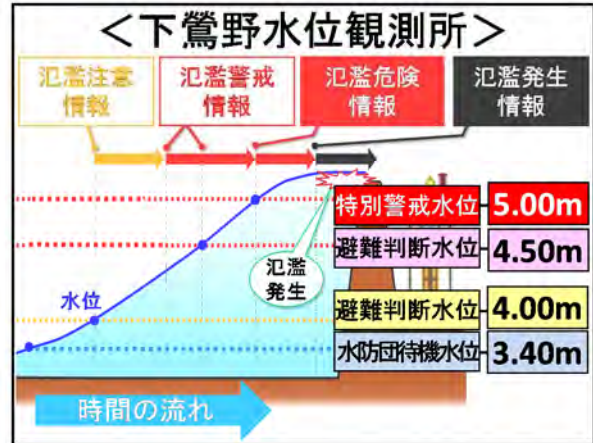 ＜下鶯野水位観測所＞
氾濫注意
情報
氾濫警戒
情報
氾濫危険
情報
氾濫発生
情報
特別警戒水位 5.00m
避難判断水位 4.50m
氾濫
発生
水位
避難判断水位 4.00m
水防団待機水位 3.40m
時間の流れ